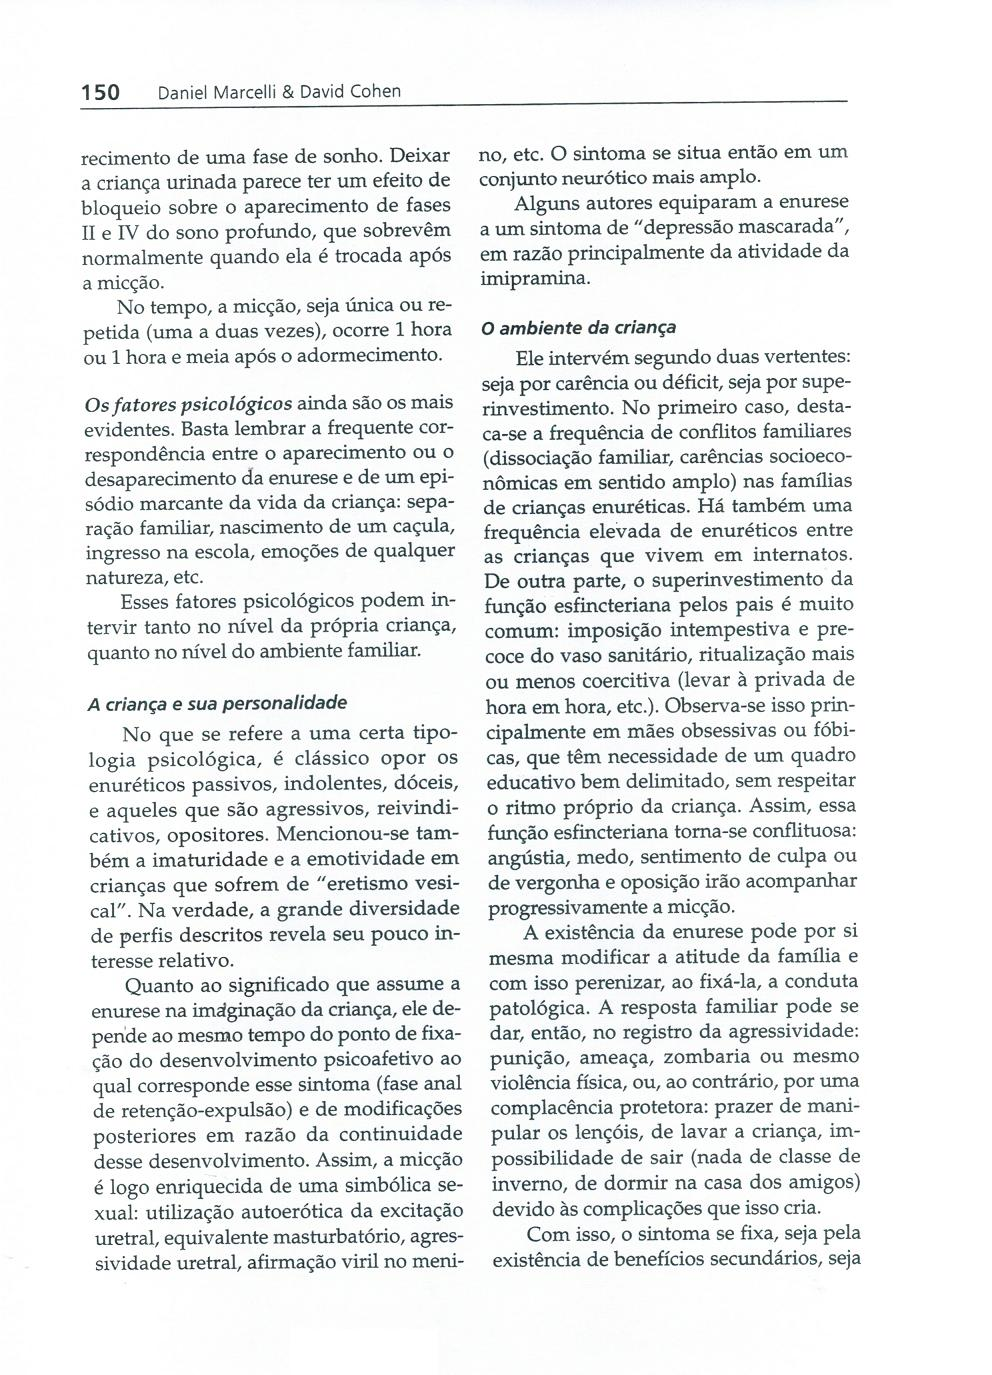 150 Daniel Marcelli & David Cohen
recimento de uma fase de sonho. Deixar
a criança urinada parece ter um efeito de
bloqueio sobre o aparecimento de fases
II e IV do sono profundo, que sobrevêm
normalmente quando ela é trocada após
a micção.
No tempo, a micção, seja única ou re-
petida (uma a duas vezes), ocorre 1 hora
ou 1 hora e meia após o adormecimento.
Os fatores psicológicos ainda são os mais
evidentes. Basta lembrar a frequente cor-
respondência entre o aparecimento ou o
desaparecimento da enurese e de um epi-
sódio marcante da vida da criança: sepa-
ração familiar, nascimento de um caçula,
ingresso na escola, emoções de qualquer
natureza, etc.
Esses fatores psicológicos podem in-
tervir tanto no nível da própria criança,
quanto no nível do ambiente familiar.
A criança e sua personalidade
No que se refere a uma certa tipo-
logia psicológica, é clássico opor os
enuréticos passivos, indolentes, dóceis,
e aqueles que são agressivos, reivindi-
cativos, opositores. Mencionou-se tam-
bém a imaturidade e a emotividade em
crianças que sofrem de "eretismo vesi-
cal". Na verdade, a grande diversidade
de perfis descritos revela seu pouco in-
teresse relativo.
Quanto ao significado que assume a
enurese na imaginação da criança, ele de-
pende ao mesmo tempo do ponto de fixa-
ção do desenvolvimento psicoafetivo ao
qual corresponde esse sintoma (fase anal
de retenção-expulsão) e de modificações
posteriores em razão da continuidade
desse desenvolvimento. Assim, a micção
é logo enriquecida de uma simbólica se-
xual: utilização autoerótica da excitação
uretral, equivalente masturbatório, agres-
sividade uretral, afirmação viril no meni-
no, etc. O sintoma se situa então em um
conjunto neurótico mais amplo.
Alguns autores equiparam a enurese
a um sintoma de "depressão mascarada",
em razão principalmente da atividade da
imipramina.
O ambiente da criança
Ele intervém segundo duas vertentes:
seja por carência ou déficit, seja por supe-
rinvestimento. No primeiro caso, desta-
ca-se a frequência de conflitos familiares
(dissociação familiar, carências socioeco-
nômicas em sentido amplo) nas famílias
de crianças enuréticas. Há também uma
frequência elevada de enuréticos entre
as crianças que vivem em internatos.
De outra parte, o superinvestimento da
função esfincteriana pelos pais é muito
comum: imposição intempestiva e pre-
coce do vaso sanitário, ritualização mais
ou menos coercitiva (levar à privada de
hora em hora, etc.). Observa-se isso prin-
cipalmente em mães obsessivas ou fóbi-
cas, que têm necessidade de um quadro
educativo bem delimitado, sem respeitar
o ritmo próprio da criança. Assim, essa
função esfincteriana torna-se conflituosa:
angústia, medo, sentimento de culpa ou
de vergonha e oposição irão acompanhar
progressivamente a micção.
A existência da enurese pode por si
mesma modificar a atitude da família e
com isso perenizar, ao fixá-la, a conduta
patológica. A resposta familiar pode se
dar, então, no registro da agressividade:
punição, ameaça, zombaria ou mesmo
violência física, ou, ao contrário, por uma
complacência protetora: prazer de mani-
pular os lençóis, de lavar a criança, im-
possibilidade de sair (nada de classe de
inverno, de dormir na casa dos amigos)
devido às complicações que isso cria.
Com isso, o sintoma se fixa, seja pela
existência de benefícios secundários, seja